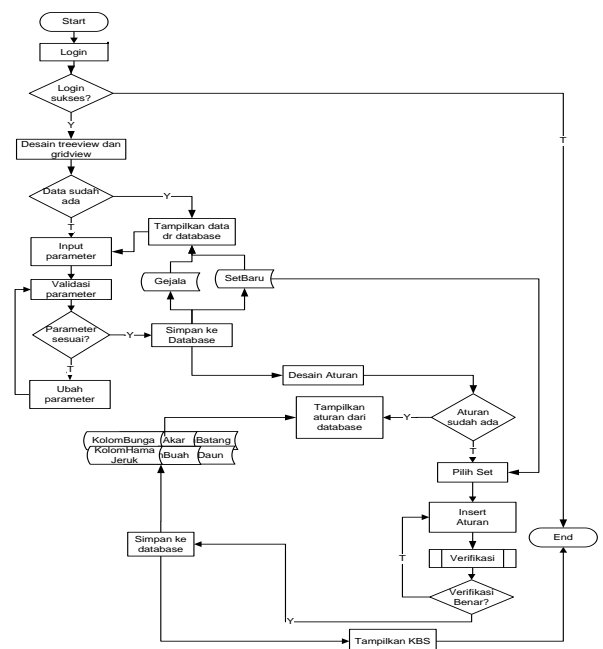 Start
Login
Login
sukses?
Y
T
Desain treeview dan
gridview
Data sudah
ada
Y
T
Tampilkan data
dr database
Input
parameter
Gejala
SetBaru
Validasi
parameter
Parameter
sesuai?
Y
T
Simpan ke
Database
Ubah
parameter
Desain Aturan
Tampilkan
aturan dari
database
Y
Aturan
sudah ada
T
KolomBunga
Akar
Batang
KolomHama
Jeruk
nBuah
Daun
Pilih Set
Insert
Aturan
Simpan ke
database
End
T
Verifikasi
Verifikasi
Benar?
Y
Tampilkan KBS